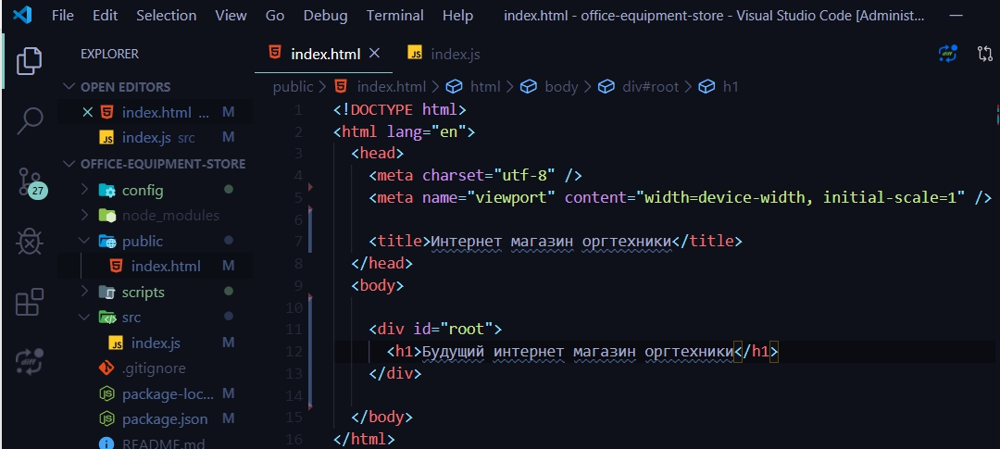 File Edit Selection View Go Debug Terminal Help index.html - office-equipment-store - Visual Studio Code [Administ...
EXPLORER
index.html
index.js
OPEN EDITORS
public > index.html > html > body > div#root > h1
index.html ... M
index.js src M
OFFICE-EQUIPMENT-STORE
27
config
node_modules
public
index.html M
scripts
src
index.js M
.gitignore
package-loc... M
package.json M
README.md
1 <!DOCTYPE html>
2 <html lang="en">
3 <head>
4 <meta charset="utf-8" />
5 <meta name="viewport" content="width=device-width, initial-scale=1" />
6
7 <title>Интернет магазин оргтехники</title>
8 </head>
9 <body>
10
11 <div id="root">
12 <h1>Будущий интернет магазин оргтехники</h1>
13 </div>
14
15 </body>
16 </html>